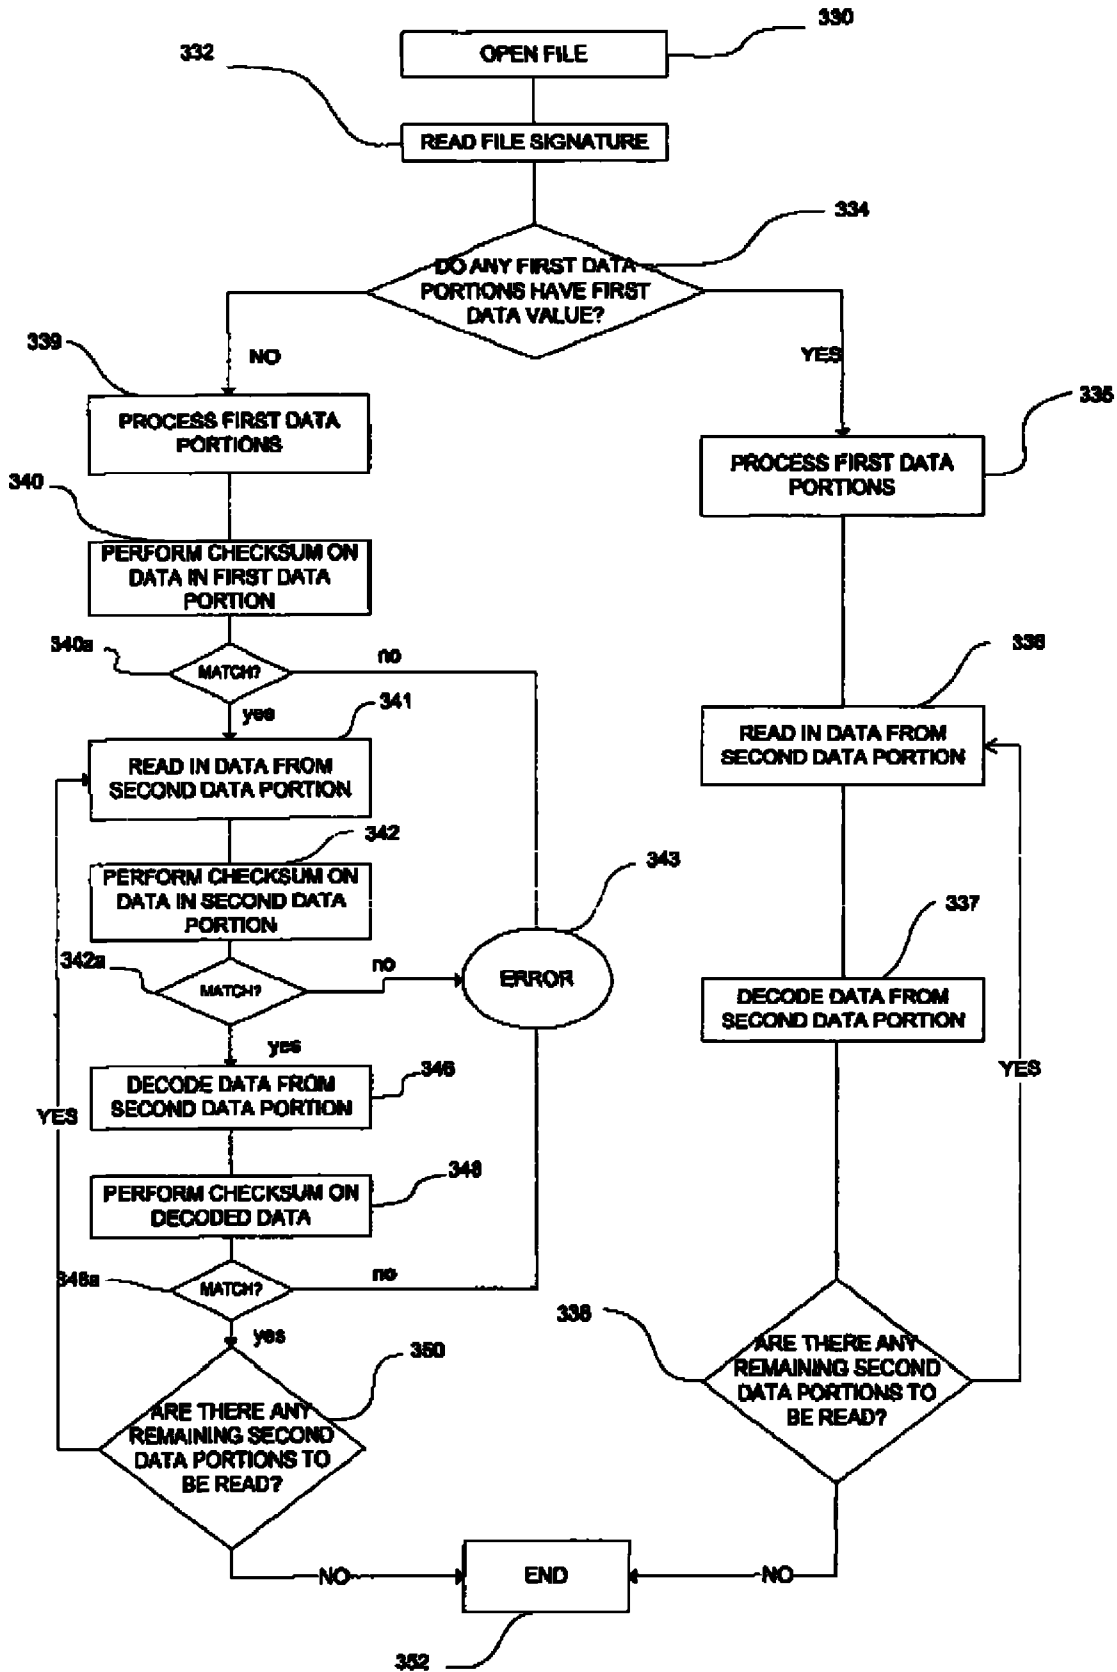 330
OPEN FILE
332
READ FILE SIGNATURE
334
DO ANY FIRST DATA
PORTIONS HAVE FIRST
DATA VALUE?
NO
YES
339
PROCESS FIRST DATA
PORTIONS
335
PROCESS FIRST DATA
PORTIONS
340
PERFORM CHECKSUM ON
DATA IN FIRST DATA
PORTION
340a
MATCH?
no
yes
341
READ IN DATA FROM
SECOND DATA PORTION
336
READ IN DATA FROM
SECOND DATA PORTION
342
PERFORM CHECKSUM ON
DATA IN SECOND DATA
PORTION
342a
MATCH?
no
yes
343
ERROR
337
DECODE DATA FROM
SECOND DATA PORTION
346
DECODE DATA FROM
SECOND DATA PORTION
YES
YES
348
PERFORM CHECKSUM ON
DECODED DATA
348a
MATCH?
no
yes
350
ARE THERE ANY
REMAINING SECOND
DATA PORTIONS TO
BE READ?
338
ARE THERE ANY
REMAINING SECOND
DATA PORTIONS TO
BE READ?
NO
END
NO
352